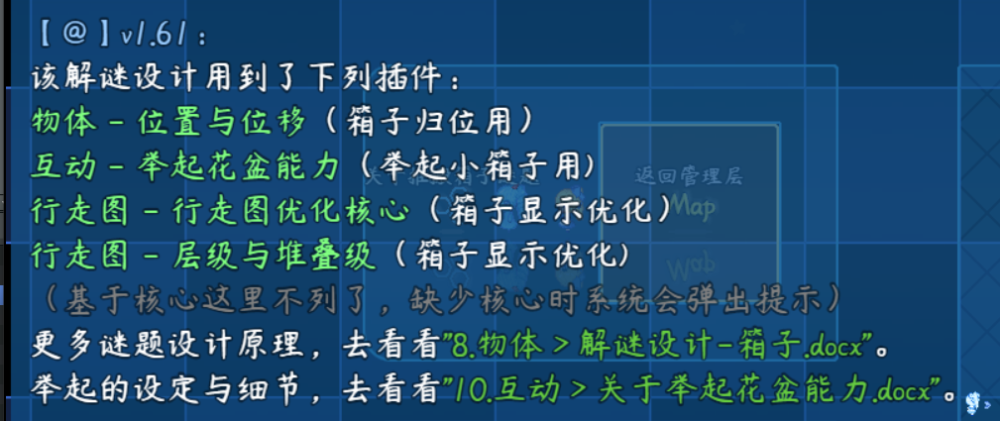 【@】v1.61：
该解谜设计用到了下列插件：
物体 - 位置与位移（箱子归位用）
互动 - 举起花盆能力（举起小箱子用）
行走图 - 行走图优化核心（箱子显示优化）
行走图 - 层级与堆叠级（箱子显示优化）
（基于核心这里不列了，缺少核心时系统会弹出提示）
更多谜题设计原理，去看看"8.物体 > 解谜设计-箱子.docx"。
举起的设定与细节，去看看"10.互动 > 关于举起花盆能力.docx"。
返回管理层
Map